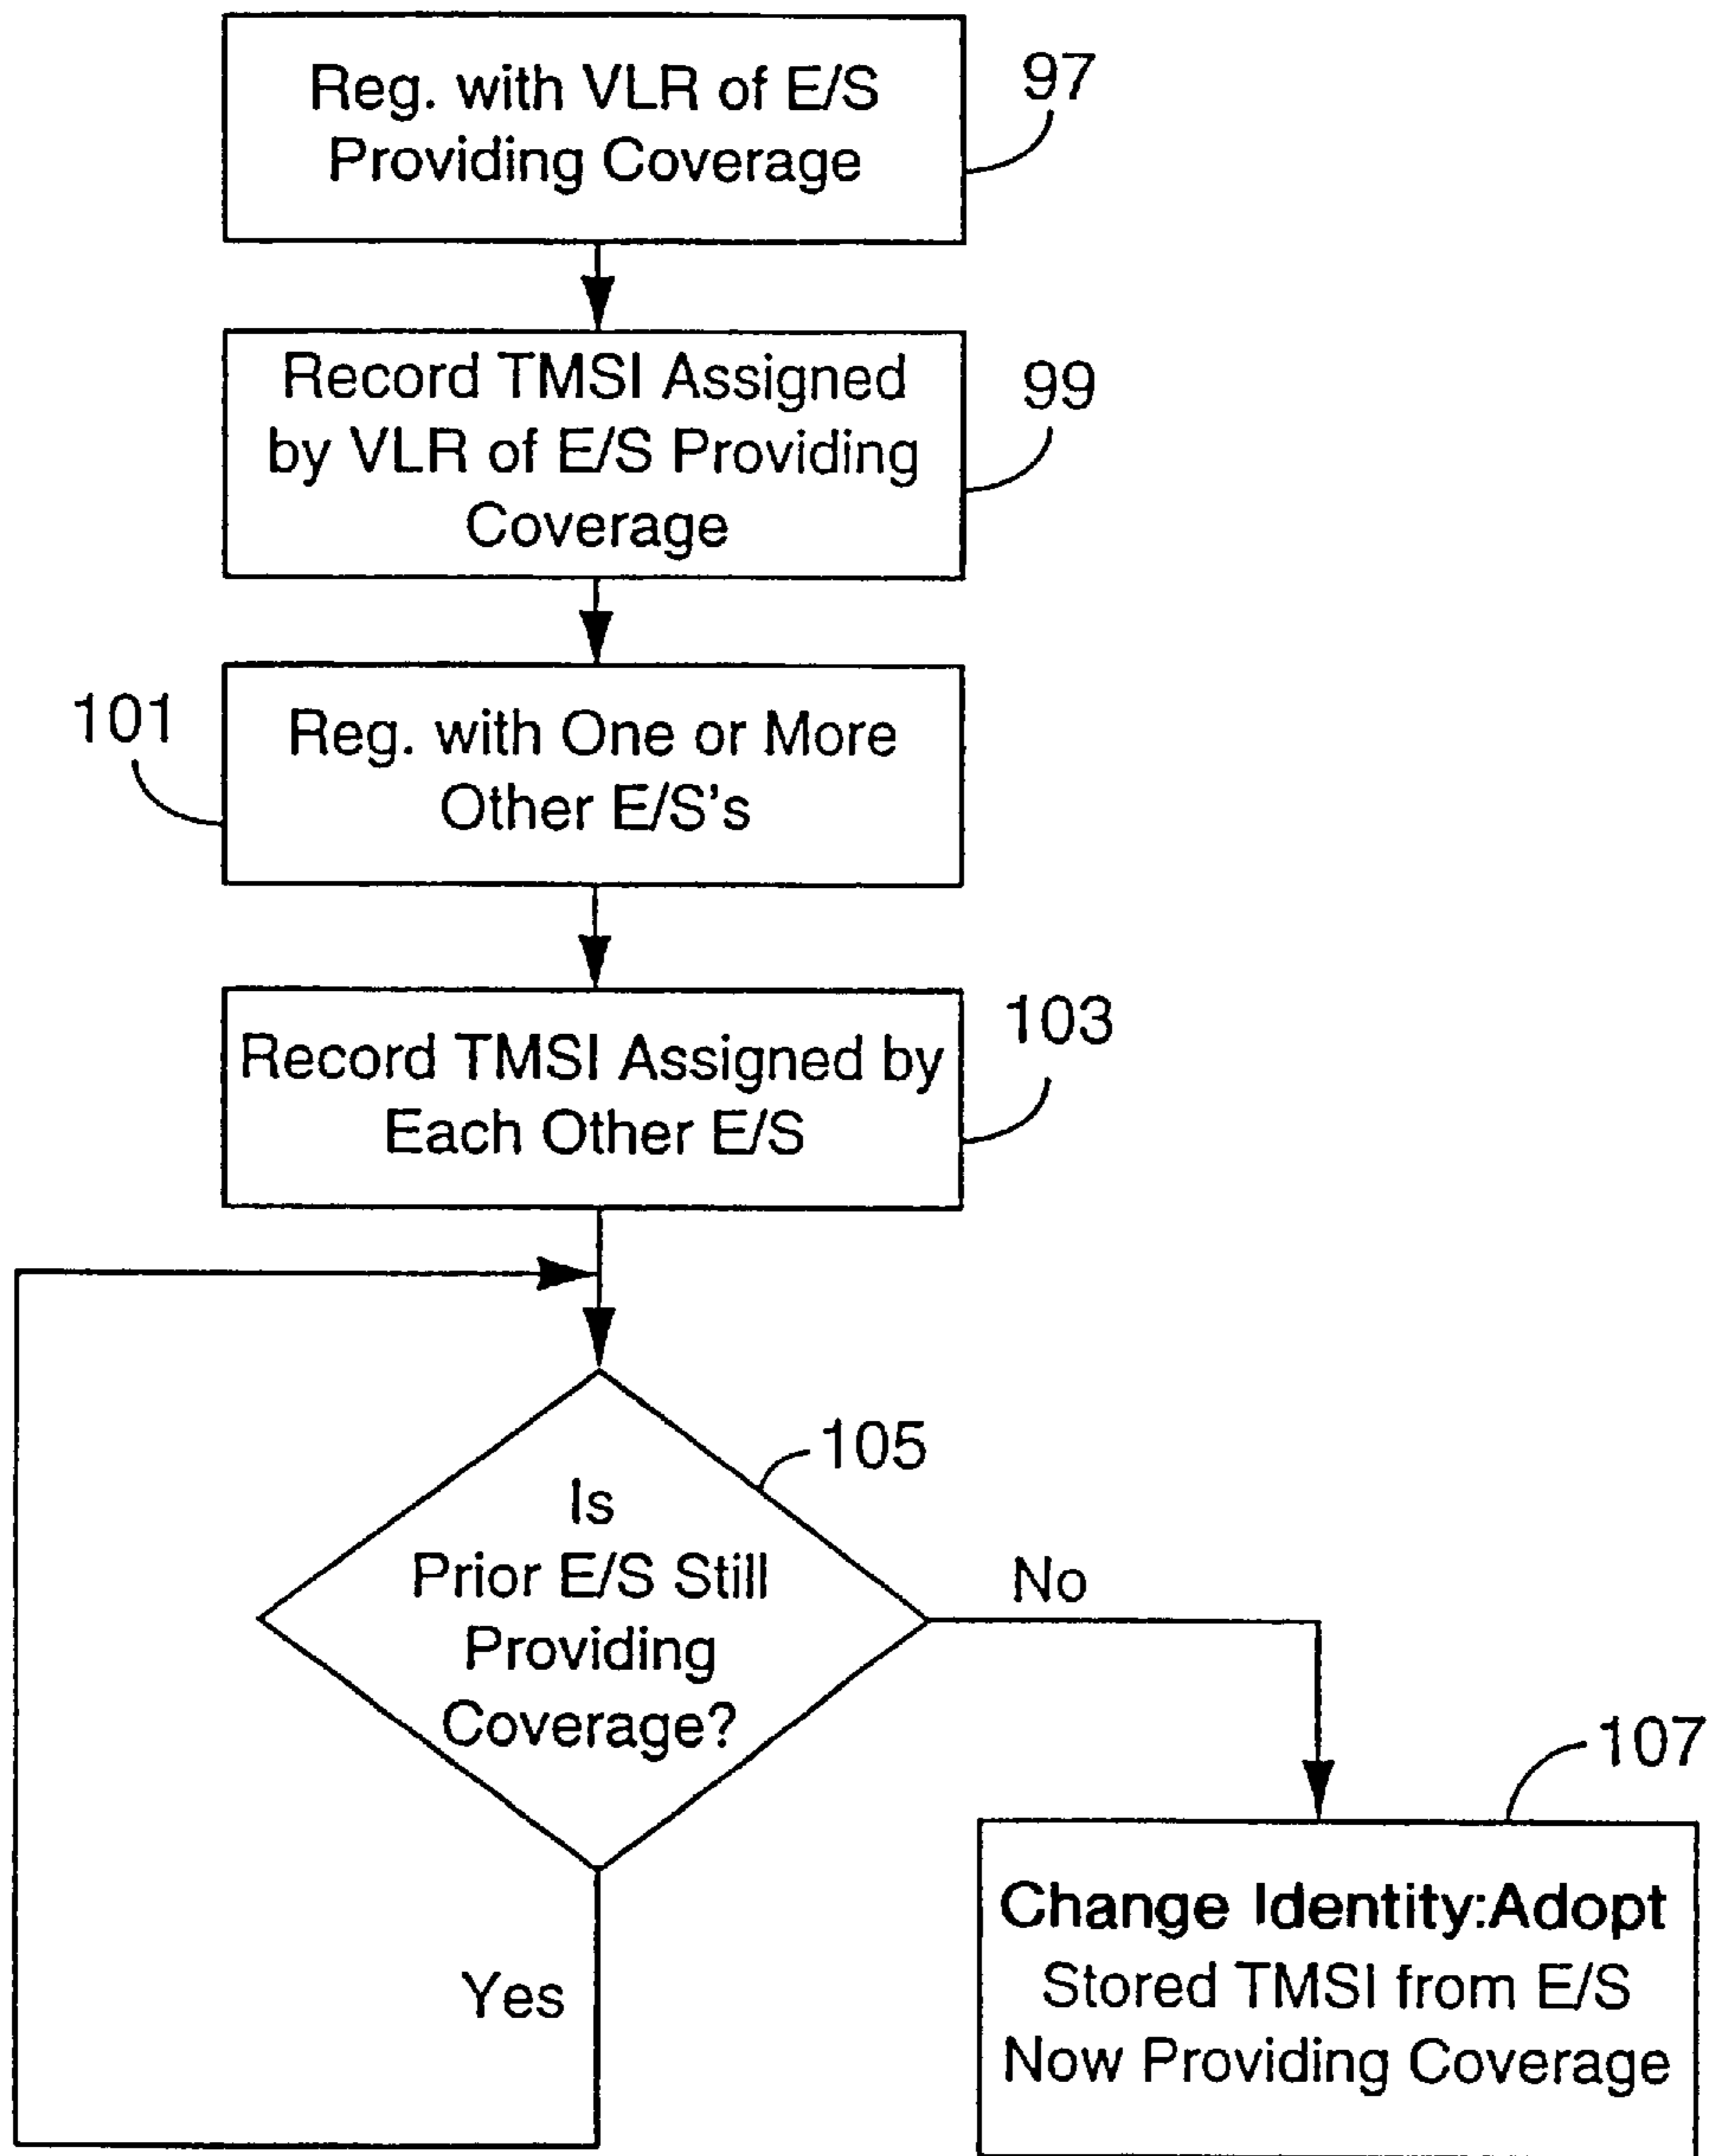 Reg. with VLR of E/S
Providing Coverage
97
Record TMSI Assigned
by VLR of E/S Providing
Coverage
99
101
Reg. with One or More
Other E/S's
Record TMSI Assigned by
Each Other E/S
103
105
Is
Prior E/S Still
Providing
Coverage?
No
Yes
107
Change Identity:Adopt
Stored TMSI from E/S
Now Providing Coverage